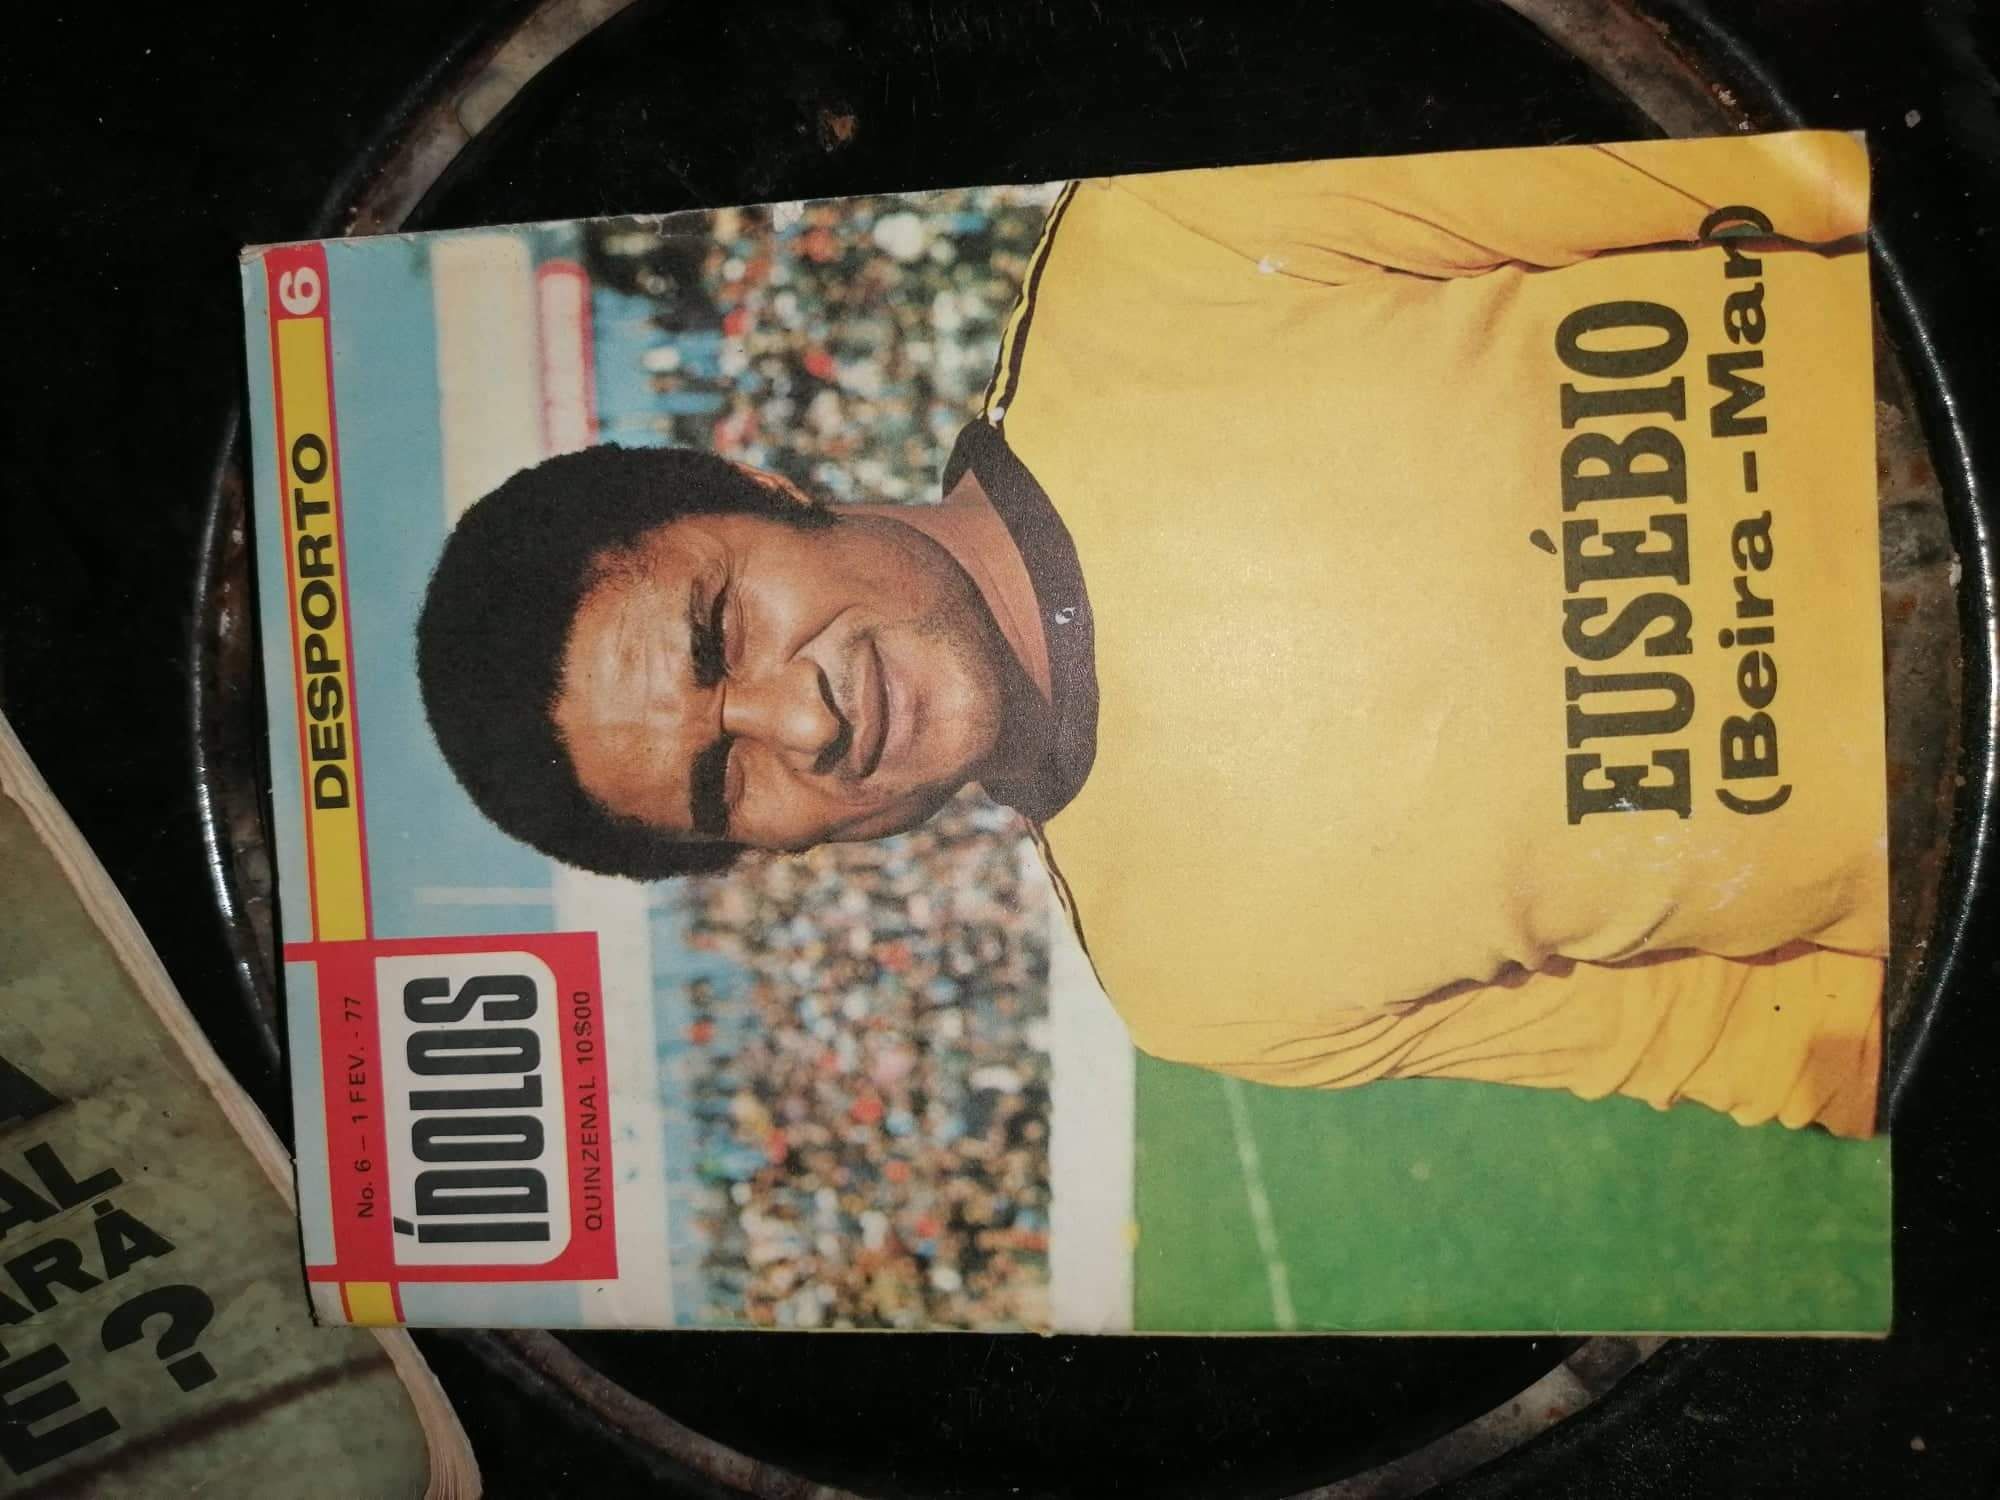 6
DESPORTO
No. 6 — 1 FEV. - 77
ÍDOLOS
QUINZENAL 10$00
EUSÉBIO
(Beira - Mar)
AL
ARÁ
E?